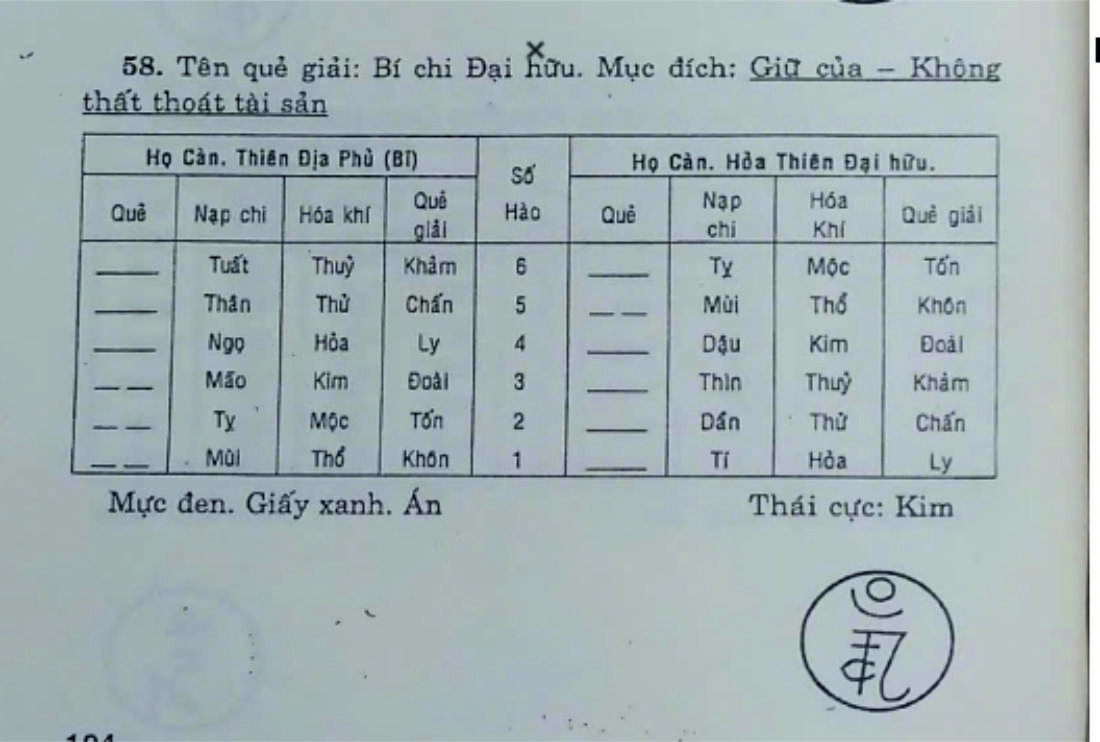 58. Tên quẻ giải: Bí chi Đại hữu. Mục đích: Giữ của – Không
thất thoát tài sản
Họ Càn. Thiên Địa Phủ (Bĩ) Số Hào Họ Càn. Hỏa Thiên Đại hữu.
Quẻ Nạp chi Hóa khí Quẻ giải Quẻ Nạp chi Hóa Khí Quẻ giải
Tuất Thuỷ Khảm 6 Tỵ Mộc Tốn
Thân Thử Chấn 5 Mùi Thổ Khôn
Ngọ Hỏa Ly 4 Dậu Kim Đoài
Mão Kim Đoài 3 Thìn Thuỷ Khảm
Tỵ Mộc Tốn 2 Dần Thử Chấn
Mùi Thổ Khôn 1 Tí Hỏa Ly
Mực đen. Giấy xanh. Án Thái cực: Kim